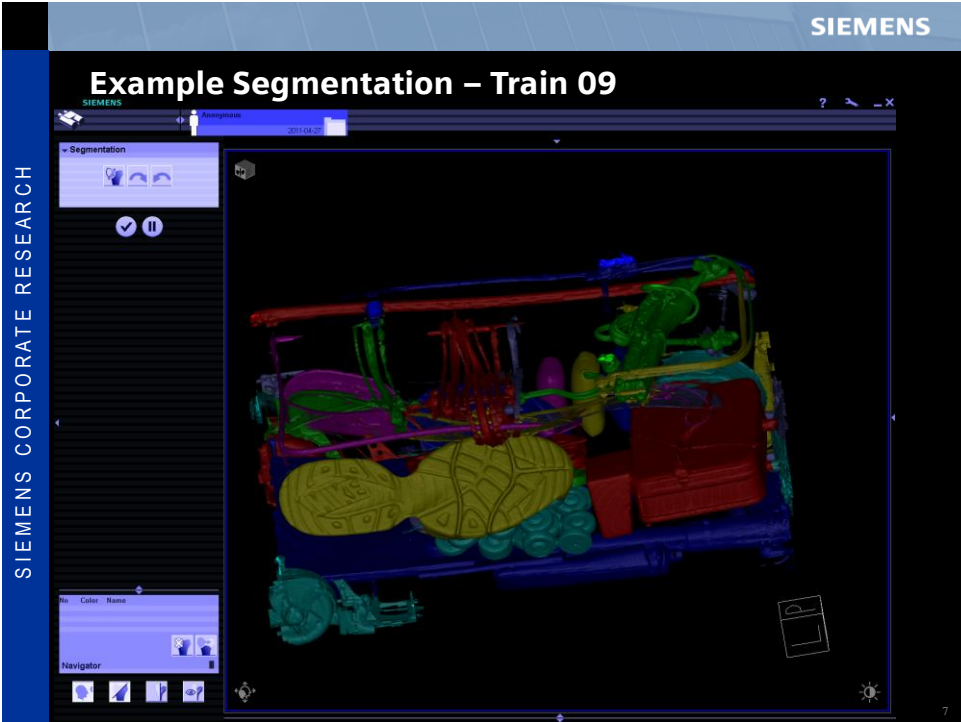 SIEMENS
Example Segmentation – Train 09
SIEMENS
? 
Anonymous
2011-04-27
Segmentation
SIEMENS CORPORATE RESEARCH
No Color Name
Navigator
LP
7